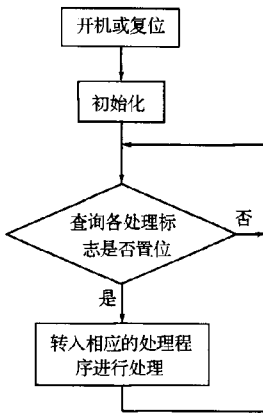 开机或复位
初始化
查询各处理标
志是否置位
否
是
转入相应的处理程
序进行处理